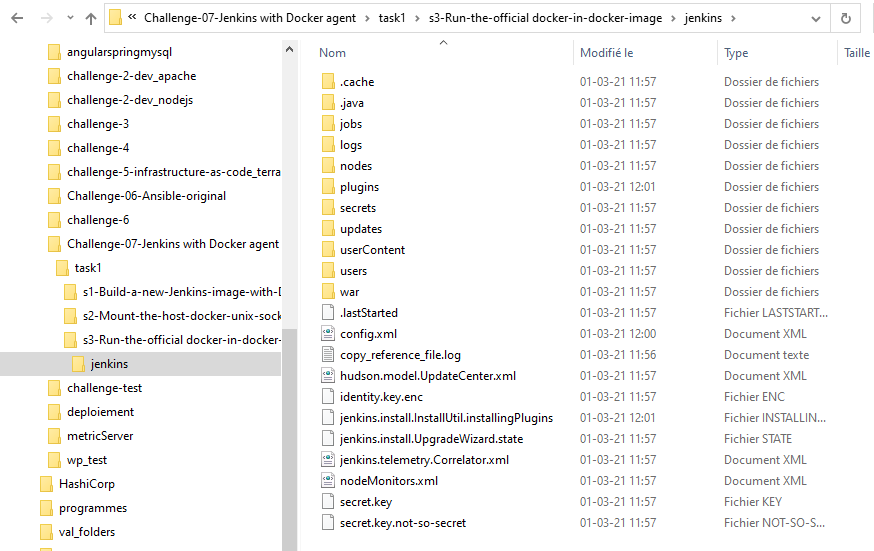 « Challenge-07-Jenkins with Docker agent > task1 > s3-Run-the-official docker-in-docker-image > jenkins >
angularspringmysql
challenge-2-dev_apache
challenge-2-dev_nodejs
challenge-3
challenge-4
challenge-5-infrastructure-as-code_terra
Challenge-06-Ansible-original
challenge-6
Challenge-07-Jenkins with Docker agent
task1
s1-Build-a-new-Jenkins-image-with-D
s2-Mount-the-host-docker-unix-sock
s3-Run-the-official docker-in-docker-
jenkins
challenge-test
deploiement
metricServer
wp_test
HashiCorp
programmes
val_folders
Nom Modifié le Type Taille
.cache 01-03-21 11:57 Dossier de fichiers
.java 01-03-21 11:57 Dossier de fichiers
jobs 01-03-21 11:57 Dossier de fichiers
logs 01-03-21 11:57 Dossier de fichiers
nodes 01-03-21 11:57 Dossier de fichiers
plugins 01-03-21 12:01 Dossier de fichiers
secrets 01-03-21 11:57 Dossier de fichiers
updates 01-03-21 11:57 Dossier de fichiers
userContent 01-03-21 11:57 Dossier de fichiers
users 01-03-21 11:57 Dossier de fichiers
war 01-03-21 11:57 Dossier de fichiers
.lastStarted 01-03-21 11:57 Fichier LASTSTART...
config.xml 01-03-21 12:00 Document XML
copy_reference_file.log 01-03-21 11:56 Document texte
hudson.model.UpdateCenter.xml 01-03-21 11:57 Document XML
identity.key.enc 01-03-21 11:57 Fichier ENC
jenkins.install.InstallUtil.installingPlugins 01-03-21 12:01 Fichier INSTALLIN...
jenkins.install.UpgradeWizard.state 01-03-21 11:57 Fichier STATE
jenkins.telemetry.Correlator.xml 01-03-21 11:57 Document XML
nodeMonitors.xml 01-03-21 11:57 Document XML
secret.key 01-03-21 11:57 Fichier KEY
secret.key.not-so-secret 01-03-21 11:57 Fichier NOT-SO-S...